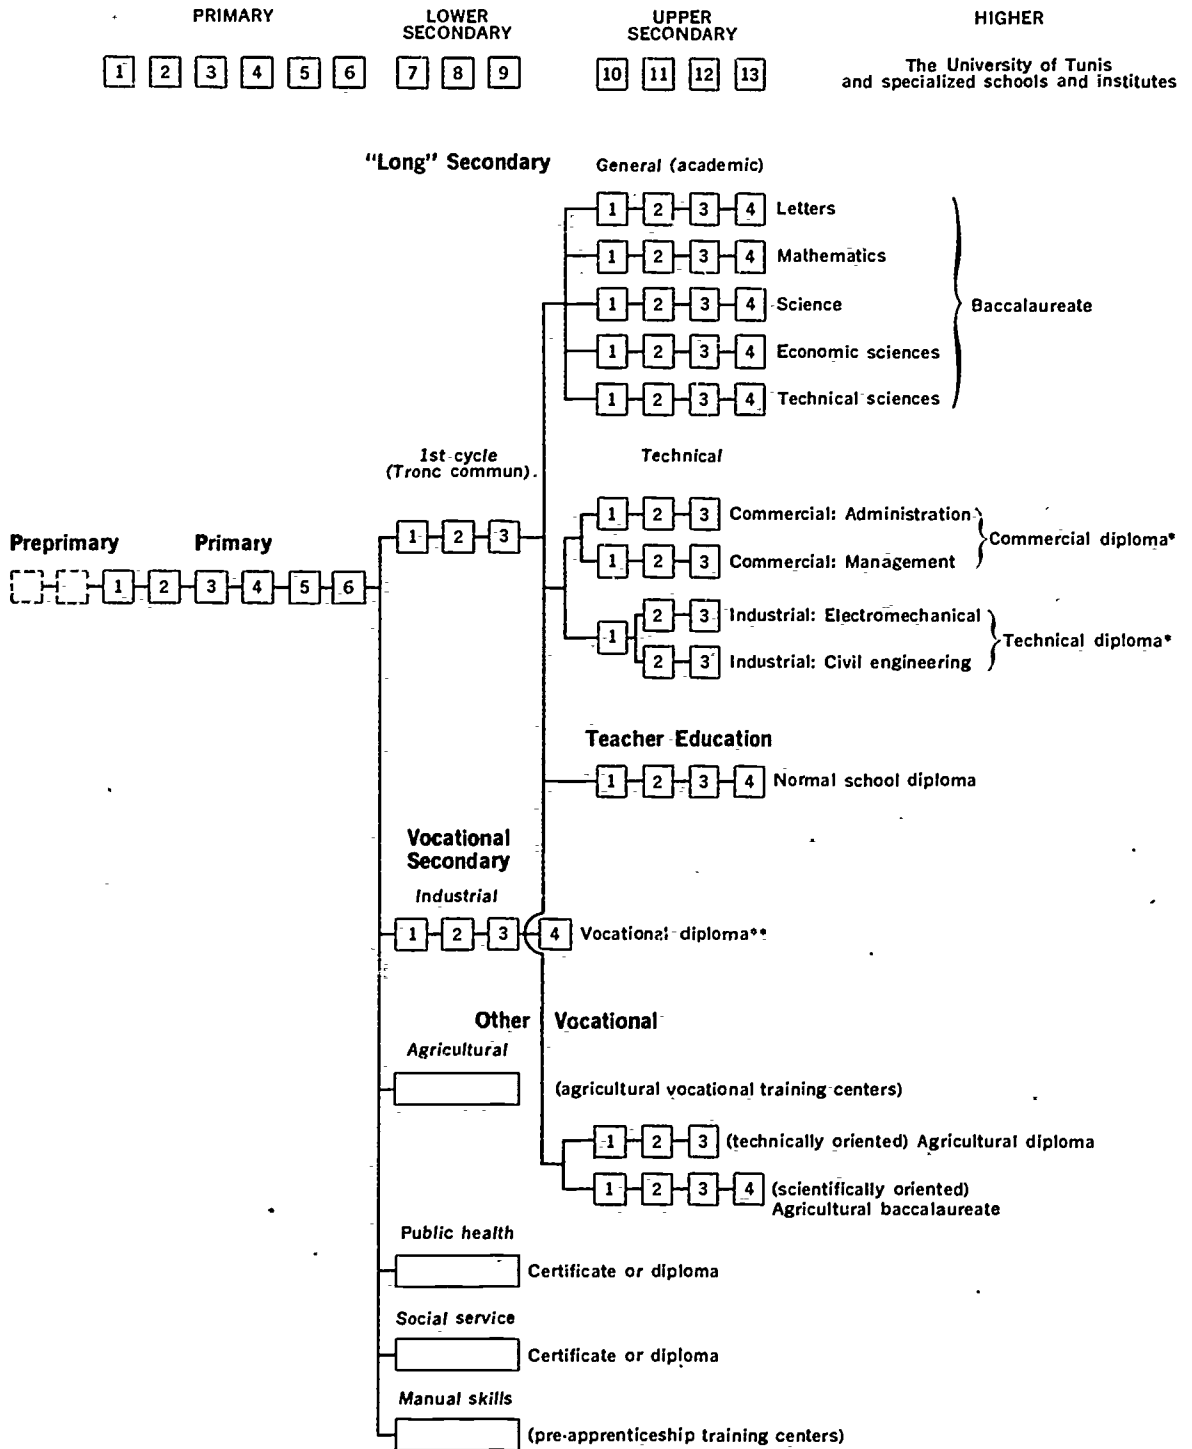 PRIMARY
LOWER SECONDARY
UPPER SECONDARY
HIGHER
1 2 3 4 5 6
7 8 9
10 11 12 13
The University of Tunis
and specialized schools and institutes
"Long" Secondary
General (academic)
1 2 3 4 Letters
1 2 3 4 Mathematics
1 2 3 4 Science
Baccalaureate
1 2 3 4 Economic sciences
1 2 3 4 Technical sciences
1st cycle
(Tronc commun).
Technical
1 2 3 Commercial: Administration
1 2 3
Commercial diploma*
1 2 3 Commercial: Management
Preprimary
Primary
1 2 3 4 5 6
2 3 Industrial: Electromechanical
1
Technical diploma*
2 3 Industrial: Civil engineering
Teacher Education
1 2 3 4 Normal school diploma
Vocational
Secondary
Industrial
1 2 3 4 Vocational diploma**
Other Vocational
Agricultural
(agricultural vocational training centers)
1 2 3 (technically oriented) Agricultural diploma
1 2 3 4 (scientifically oriented)
Agricultural baccalaureate
Public health
Certificate or diploma
Social service
Certificate or diploma
Manual skills
(pre-apprenticeship training centers)